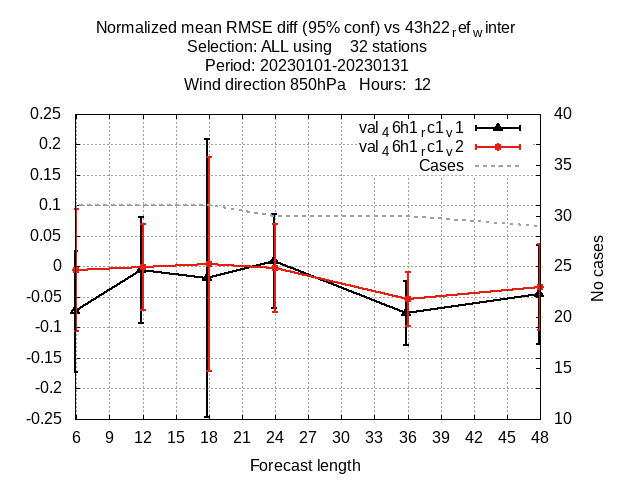 Normalized mean RMSE diff (95% conf) vs 43h22ref winter
Selection: ALL using 32 stations
Period: 20230101-20230131
Wind direction 850hPa Hours: 12
0.25
0.2
0.15
0.1
0.05
0
-0.05
-0.1
-0.15
-0.2
-0.25
40
35
30
25
20
15
10
val46h1rc1v1
val46h1rc1v2
Cases
No cases
6 9 12 15 18 21 24 27 30 33 36 39 42 45 48
Forecast length